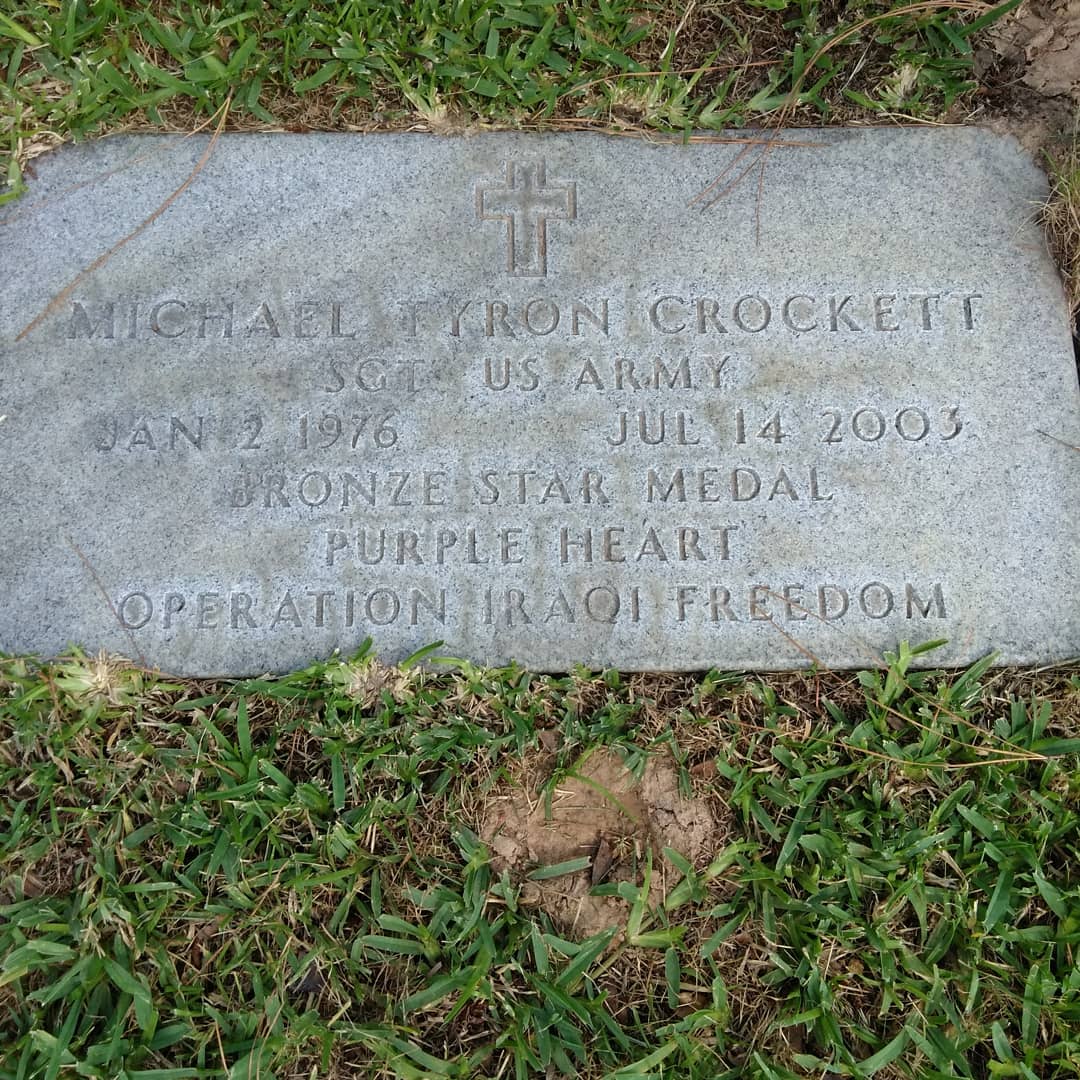 MICHAEL TYRON CROCKETT
SGT US ARMY
JAN 2 1976 JUL 14 2003
BRONZE STAR MEDAL
PURPLE HEART
OPERATION IRAQI FREEDOM